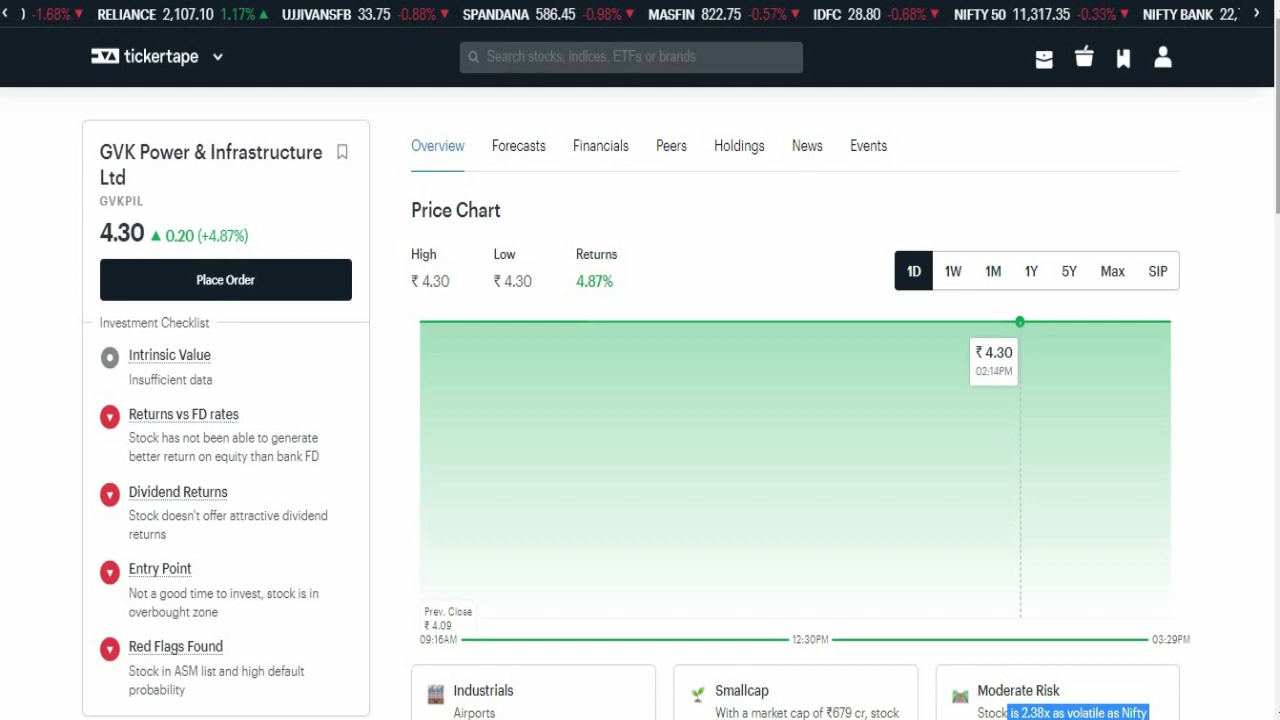 ) -1.68% ▼ RELIANCE 2,107.10 1.17% ▲ UJJIVANSFB 33.75 -0.88% ▼ SPANDANA 586.45 -0.98% ▼ MASFIN 822.75 -0.57% ▼ IDFC 28.80 -0.68% ▼ NIFTY 50 11,317.35 -0.33% ▼ NIFTY BANK 22,
tickertape
Search stocks, indices, ETFs or brands
GVK Power & Infrastructure
Ltd
GVKPIL
4.30 ▲ 0.20 (+4.87%)
Place Order
Investment Checklist
Intrinsic Value
Insufficient data
Returns vs FD rates
Stock has not been able to generate
better return on equity than bank FD
Dividend Returns
Stock doesn't offer attractive dividend
returns
Entry Point
Not a good time to invest, stock is in
overbought zone
Red Flags Found
Stock in ASM list and high default
probability
Overview Forecasts Financials Peers Holdings News Events
Price Chart
High Low Returns
₹ 4.30 ₹ 4.30 4.87%
1D 1W 1M 1Y 5Y Max SIP
₹ 4.30
02:14PM
Prev. Close
₹ 4.09
09:16AM 12:30PM 03:29PM
Industrials
Airports
Smallcap
With a market cap of ₹679 cr, stock
Moderate Risk
Stock is 2.38x as volatile as Nifty